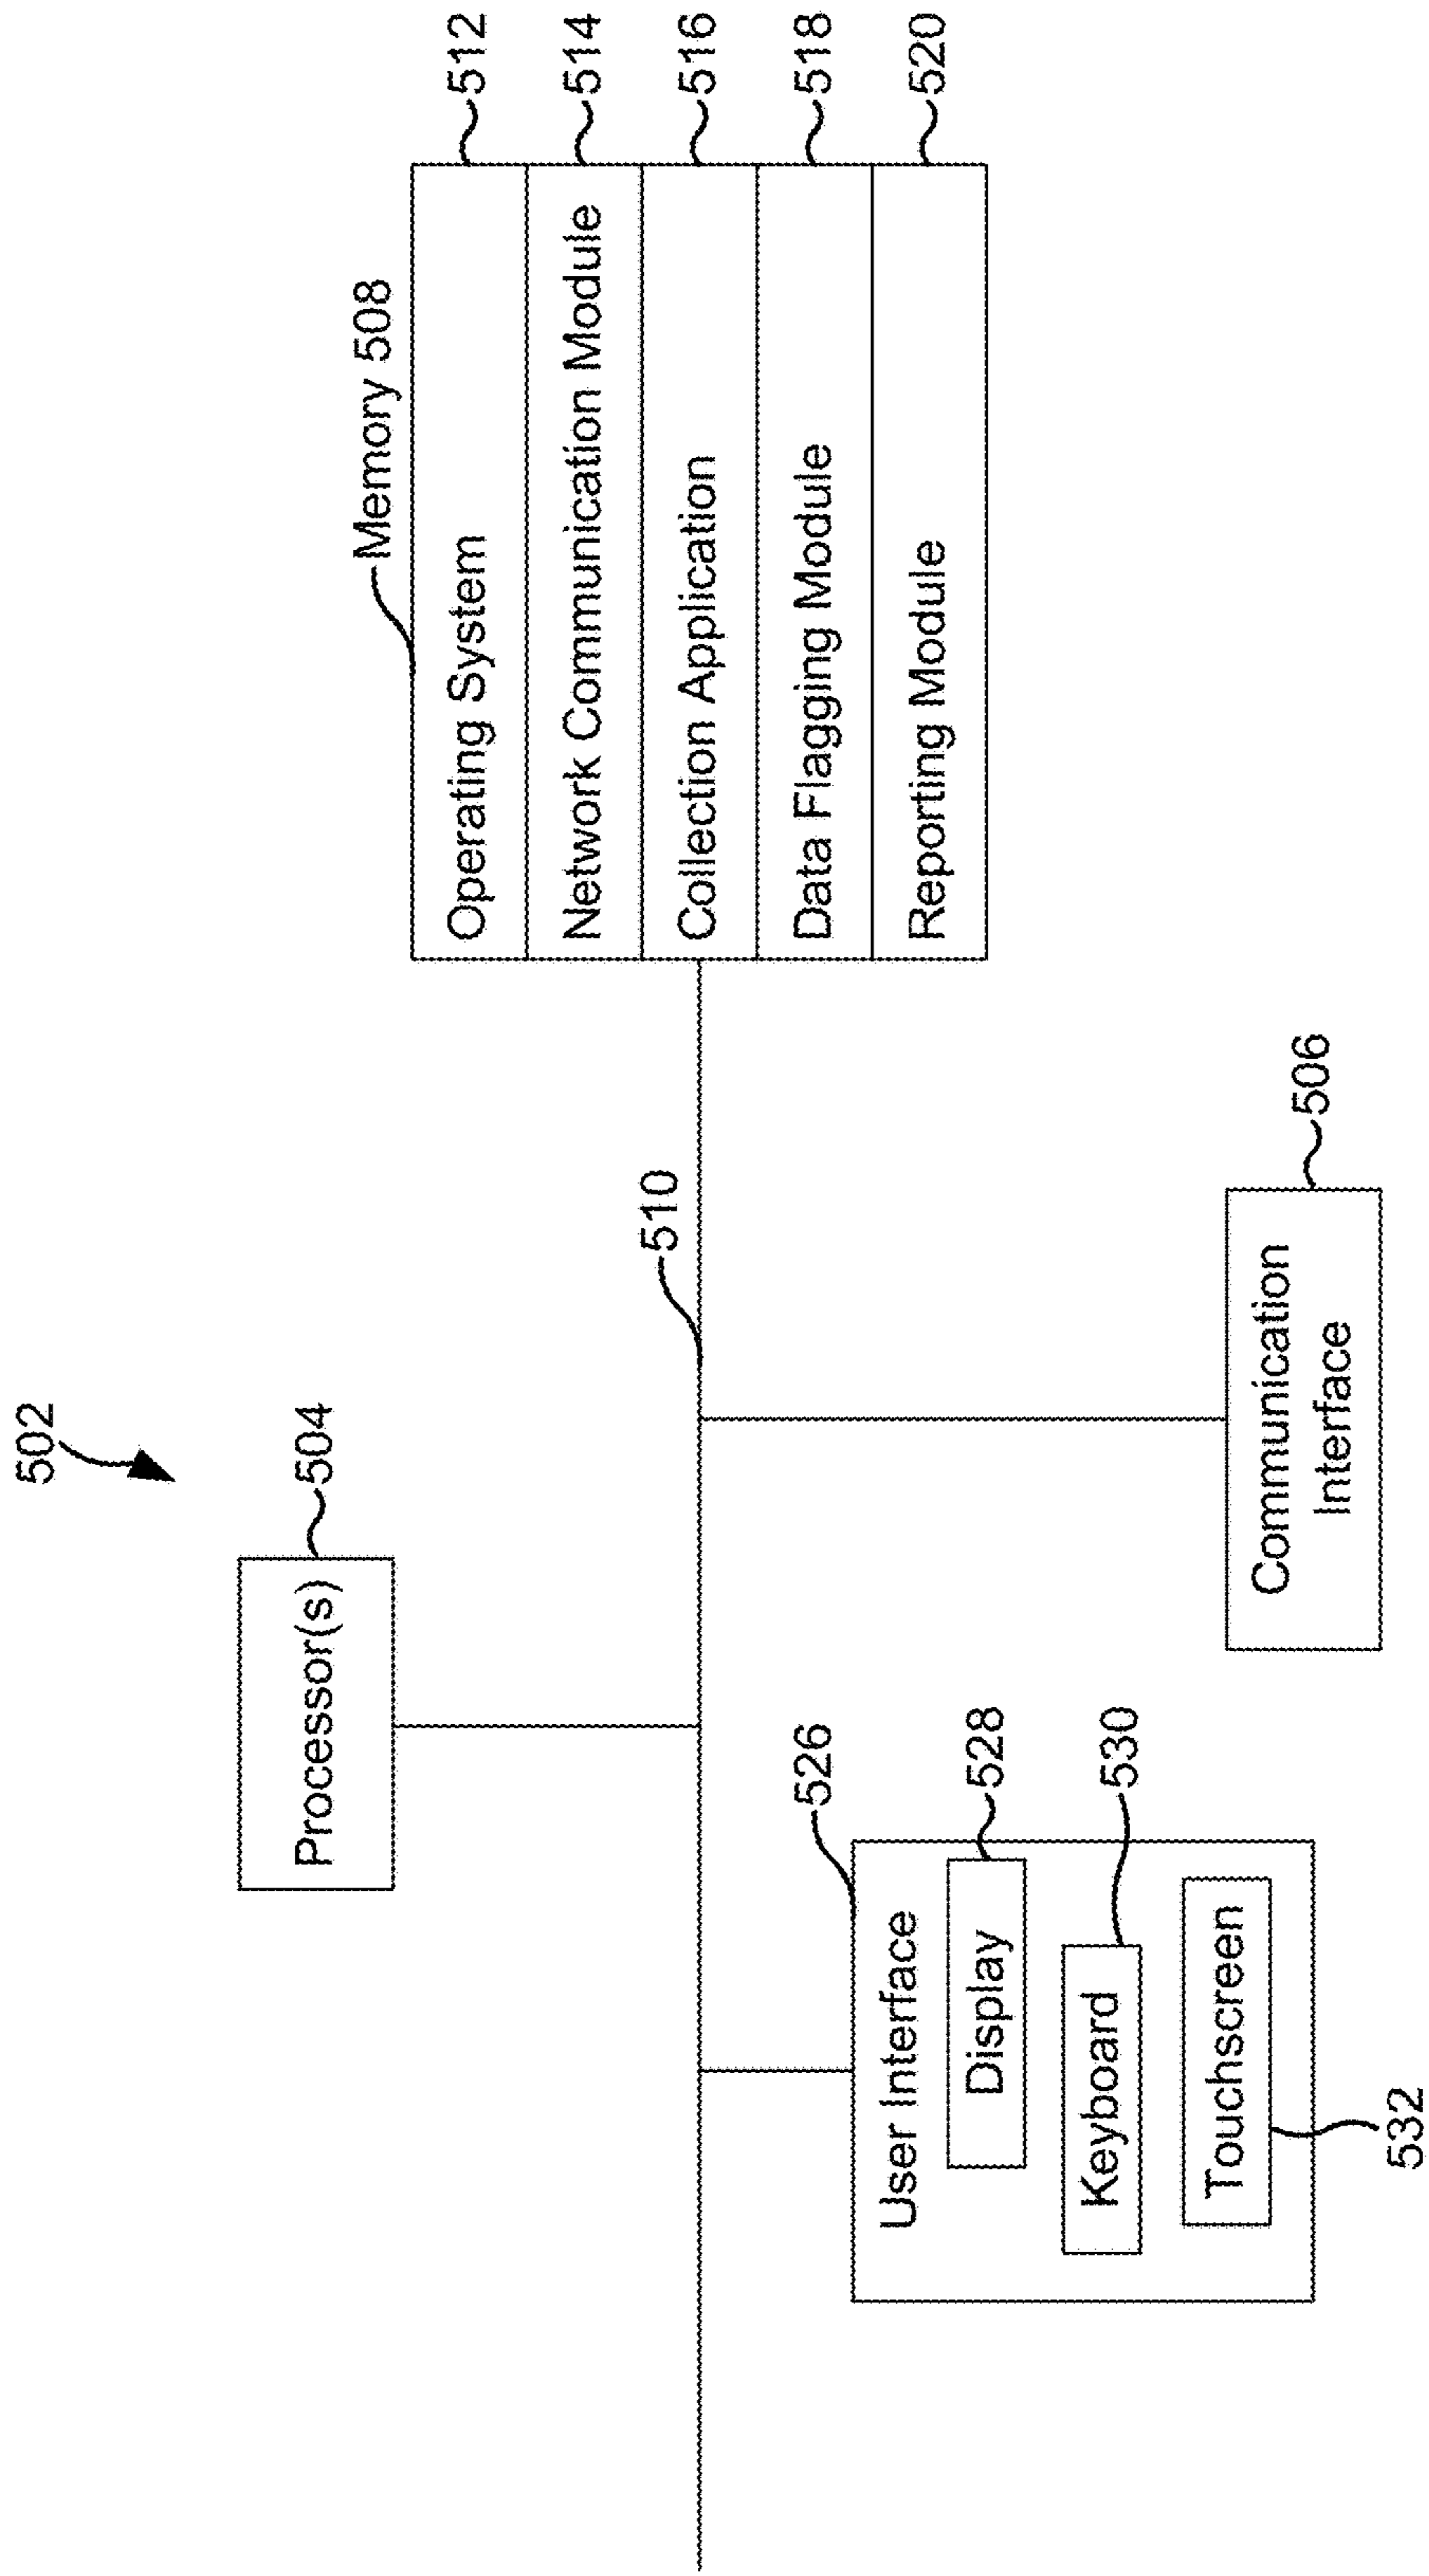 502
Processor(s)
504
Memory 508
Operating System
512
Network Communication Module
514
Collection Application
516
Data Flagging Module
518
Reporting Module
520
510
526
User Interface
Display
528
Keyboard
530
Touchscreen
532
Communication
Interface
506